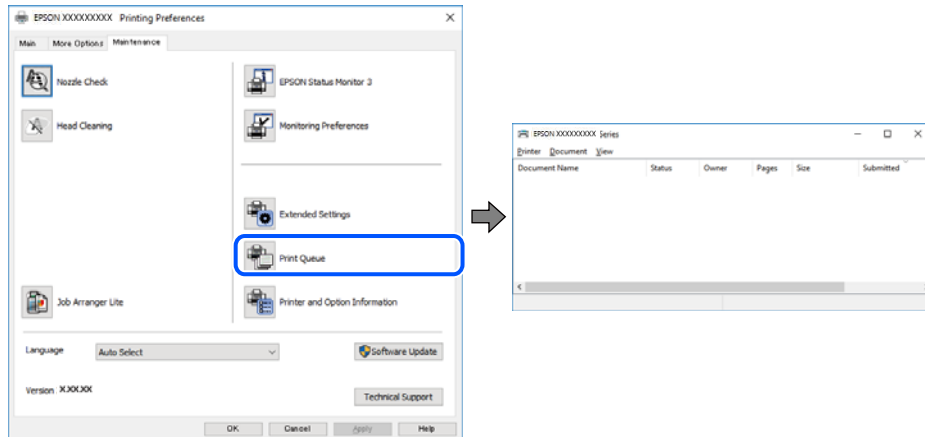 EPSON XXXXXXXXX Printing Preferences
Main More Options Maintenance
Nozzle Check
EPSON Status Monitor 3
Head Cleaning
Monitoring Preferences
Extended Settings
Print Queue
Job Arranger Lite
Printer and Option Information
Language Auto Select
Software Update
Version X.XX.XX
Technical Support
OK Cancel Apply Help
EPSON XXXXXXXXX Series
Printer Document View
Document Name Status Owner Pages Size Submitted